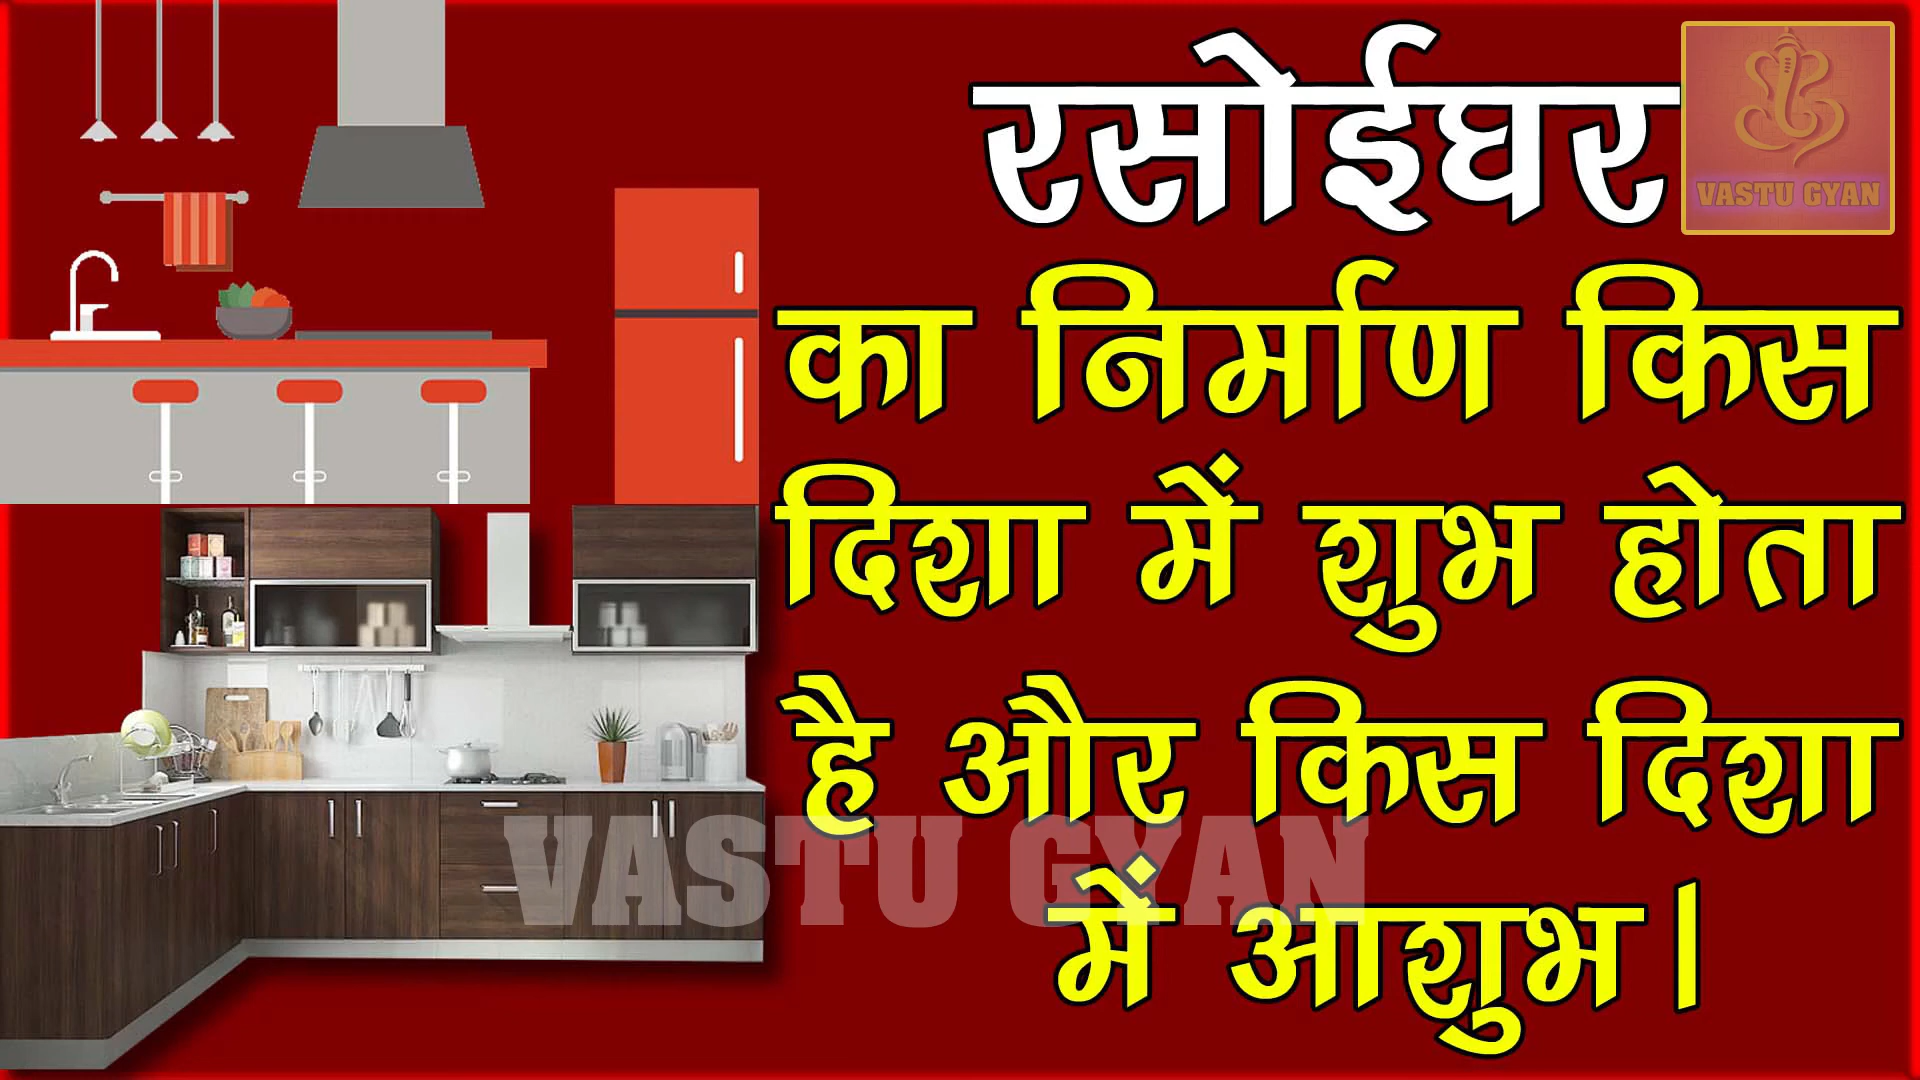 रसोईघर
VASTU GYAN
का निर्माण किस
दिशा में शुभ होता
है और किस दिशा
VASTU GYAN
में आशुभ।